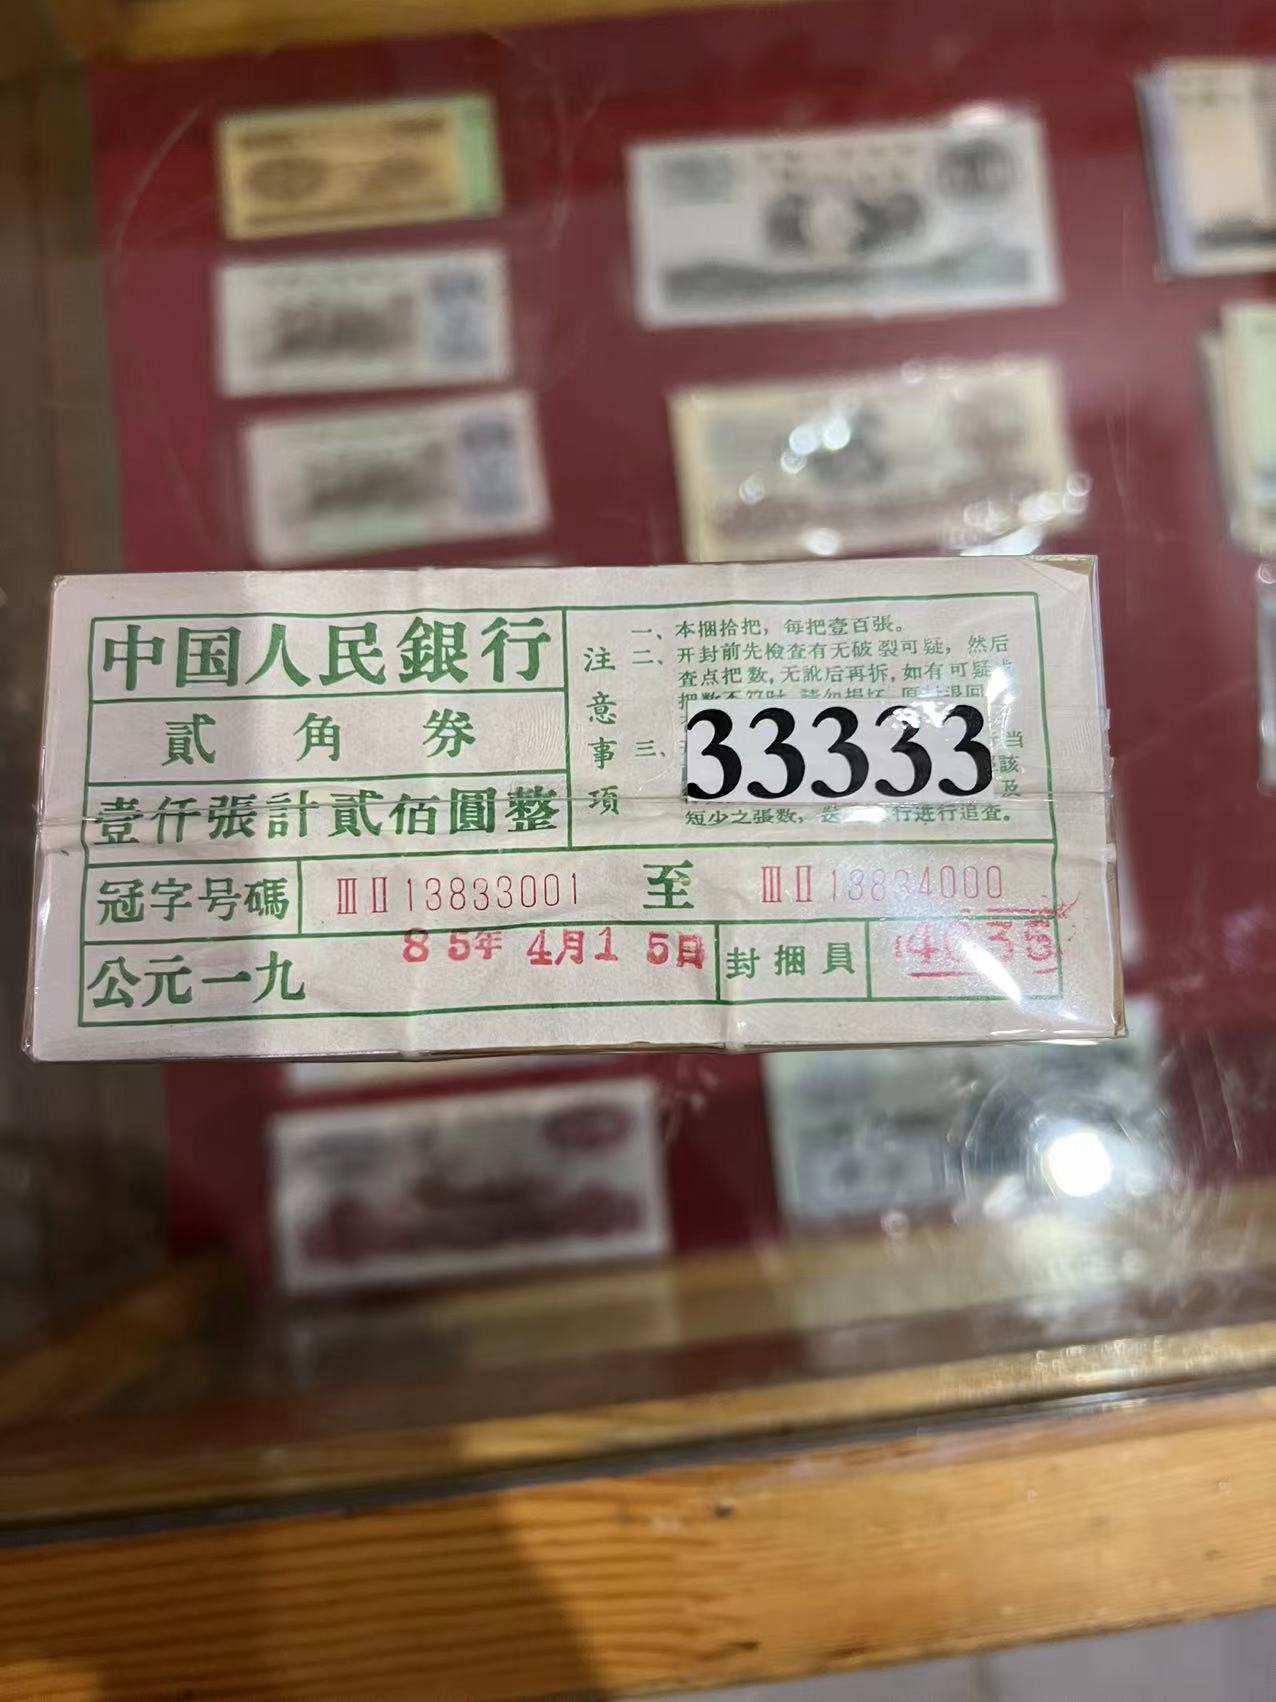 中国人民銀行
貳角券
壹仟張計貳佰圓整
注意事項
一、本捆拾把，每把壹百張。
二、开封前先檢查有无破裂可疑，然后
查点把数，无訛后再拆，如有可疑
三、
当
該
及
33333
短少之張数，
行进行追查。
冠字号碼 ⅢⅡ13833001 至 ⅢⅡ13834000
公元一九 85年 4月15日 封捆員